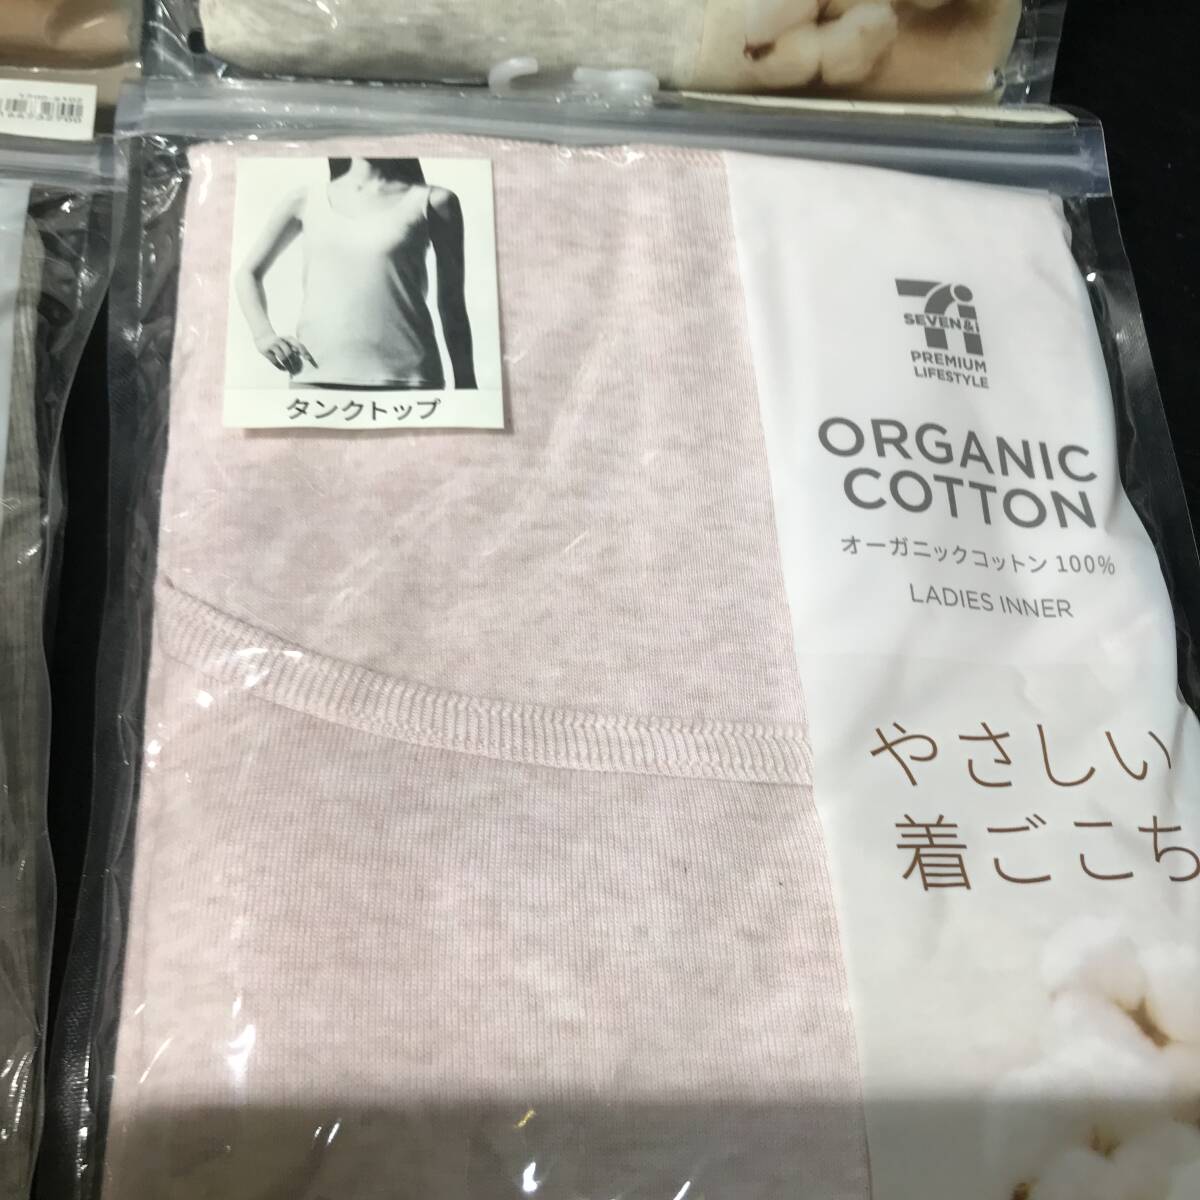 タンクトップ
SEVEN&i
PREMIUM
LIFESTYLE
ORGANIC
COTTON
オーガニックコットン 100%
LADIES INNER
やさしい
着ごこち